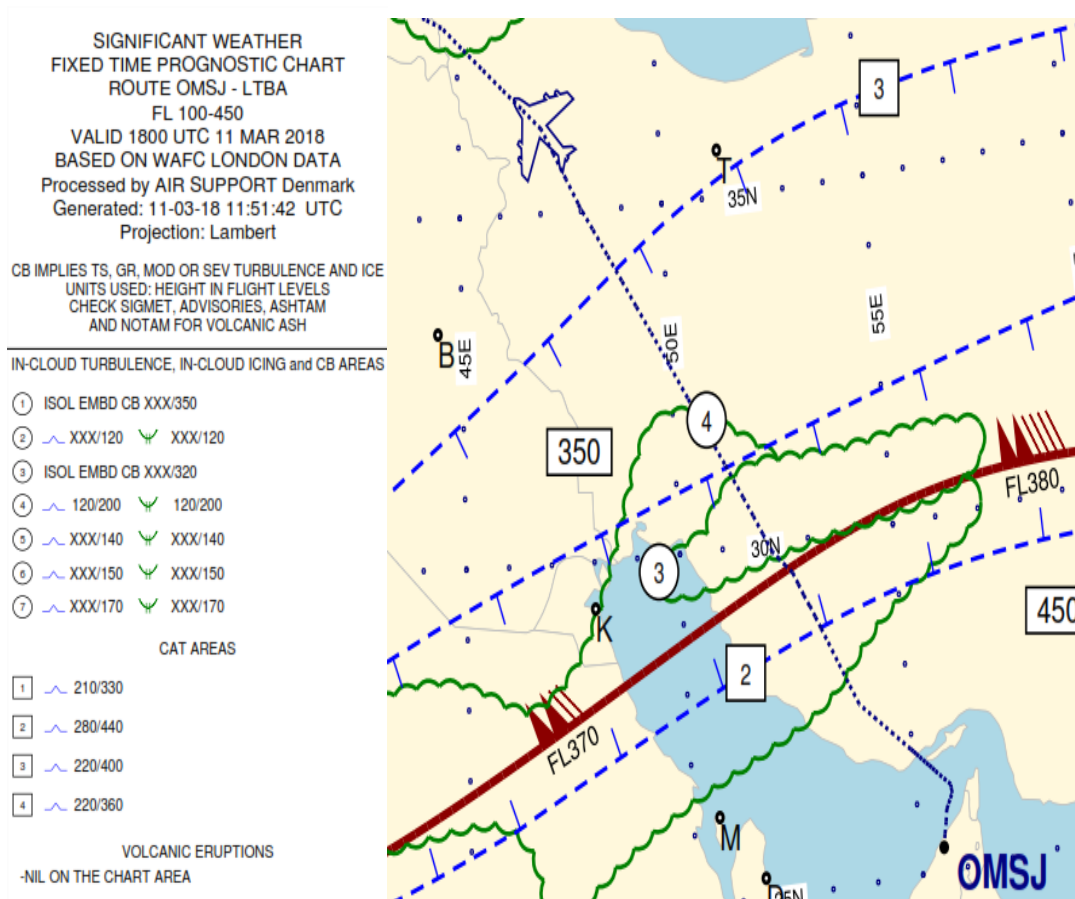 SIGNIFICANT WEATHER
FIXED TIME PROGNOSTIC CHART
ROUTE OMSJ - LTBA
FL 100-450
VALID 1800 UTC 11 MAR 2018
BASED ON WAFC LONDON DATA
Processed by AIR SUPPORT Denmark
Generated: 11-03-18 11:51:42 UTC
Projection: Lambert
CB IMPLIES TS, GR, MOD OR SEV TURBULENCE AND ICE
UNITS USED: HEIGHT IN FLIGHT LEVELS
CHECK SIGMET, ADVISORIES, ASHTAM
AND NOTAM FOR VOLCANIC ASH
IN-CLOUD TURBULENCE, IN-CLOUD ICING and CB AREAS
1 ISOL EMBD CB XXX/350
2 XXX/120 XXX/120
3 ISOL EMBD CB XXX/320
4 120/200 120/200
5 XXX/140 XXX/140
6 XXX/150 XXX/150
7 XXX/170 XXX/170
CAT AREAS
1 210/330
2 280/440
3 220/400
4 220/360
VOLCANIC ERUPTIONS
-NIL ON THE CHART AREA
3
T
35N
B
45E
50E
55E
4
350
FL380
30N
3
K
450
2
FL370
M
OMSJ